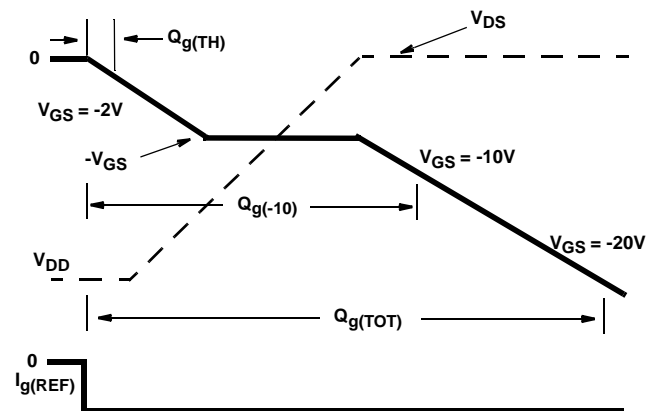 Qg(TH)
VDS
0
VGS = -2V
-VGS
VGS = -10V
Qg(-10)
VGS = -20V
VDD
Qg(TOT)
0
Ig(REF)